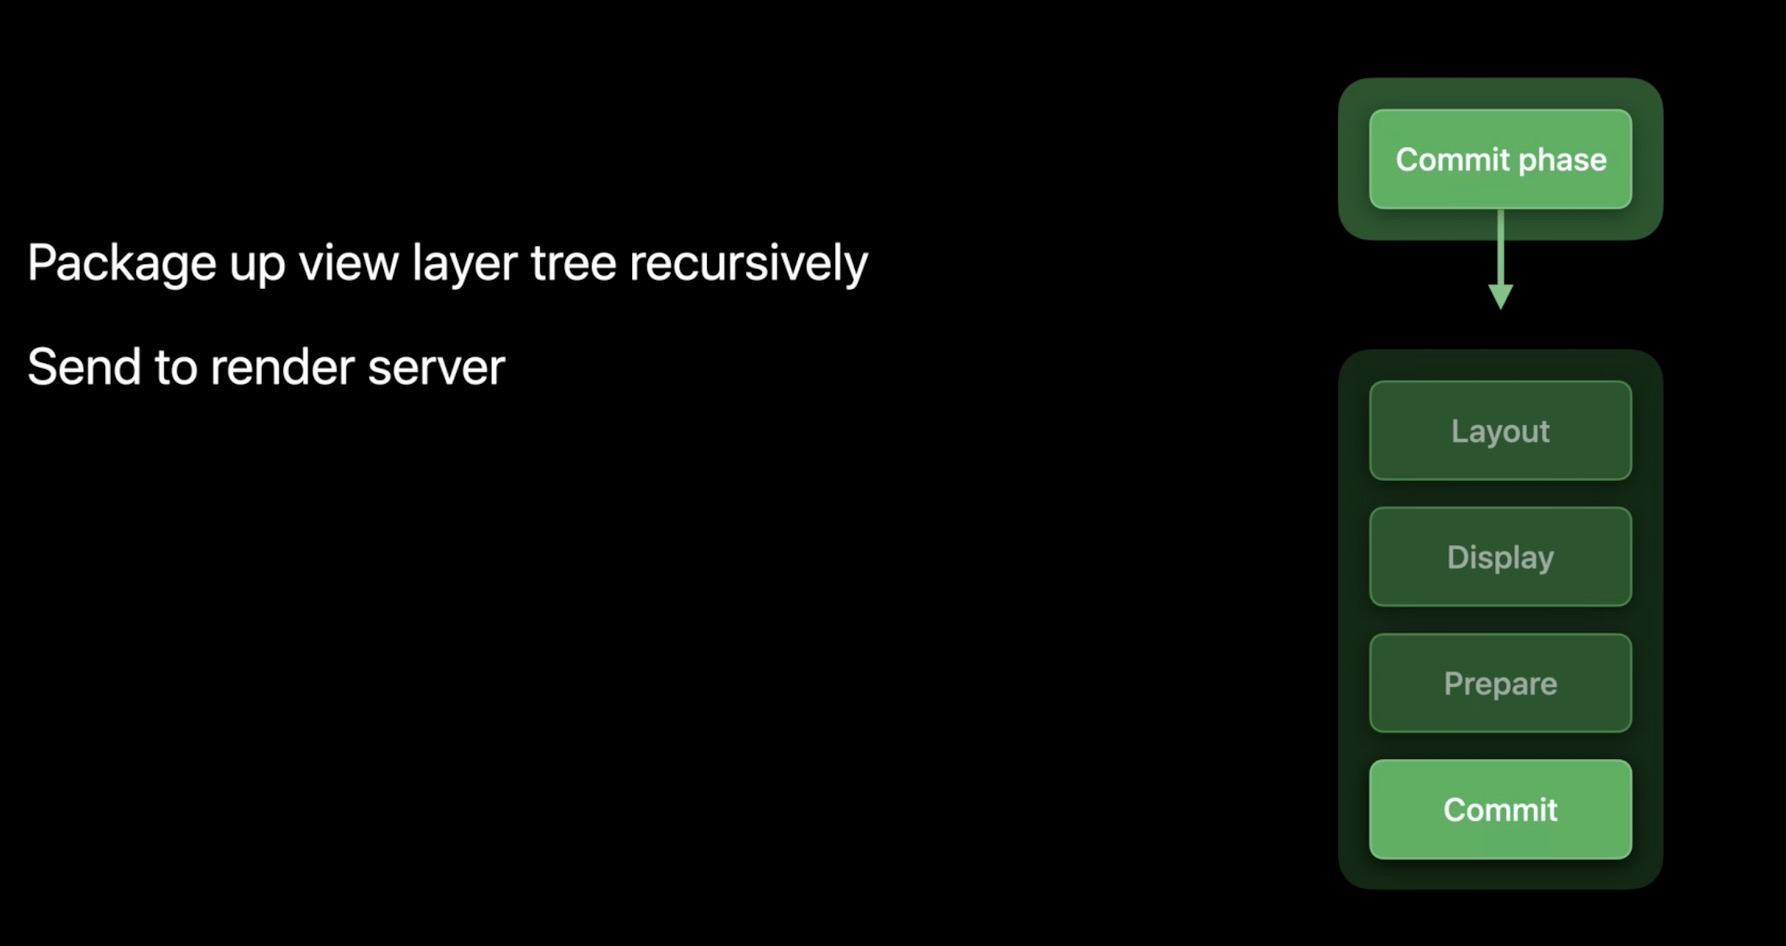 Package up view layer tree recursively
Send to render server
Commit phase
Layout
Display
Prepare
Commit